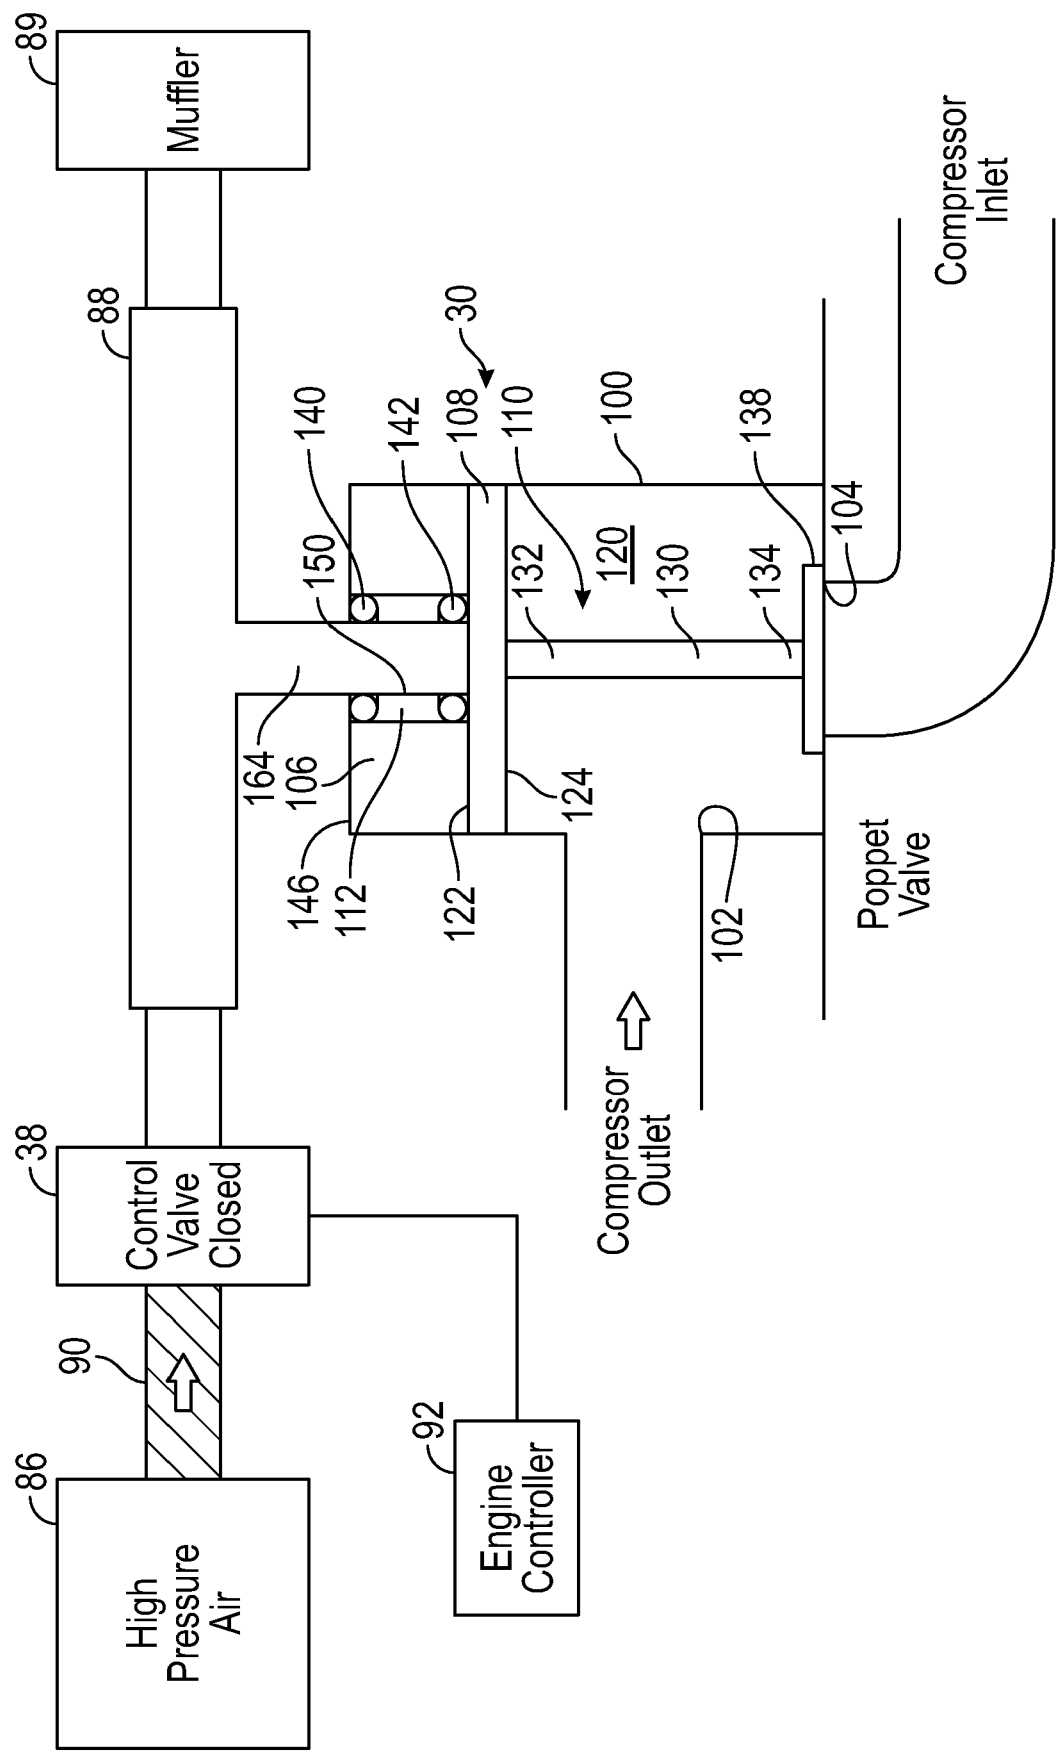 86
High
Pressure
Air
90
38
Control
Valve
Closed
88
89
Muffler
92
Engine
Controller
164
106
146
112
150
140
142
30
108
110
122
124
132
120
100
130
134
138
104
102
Compressor
Outlet
Poppet
Valve
Compressor
Inlet